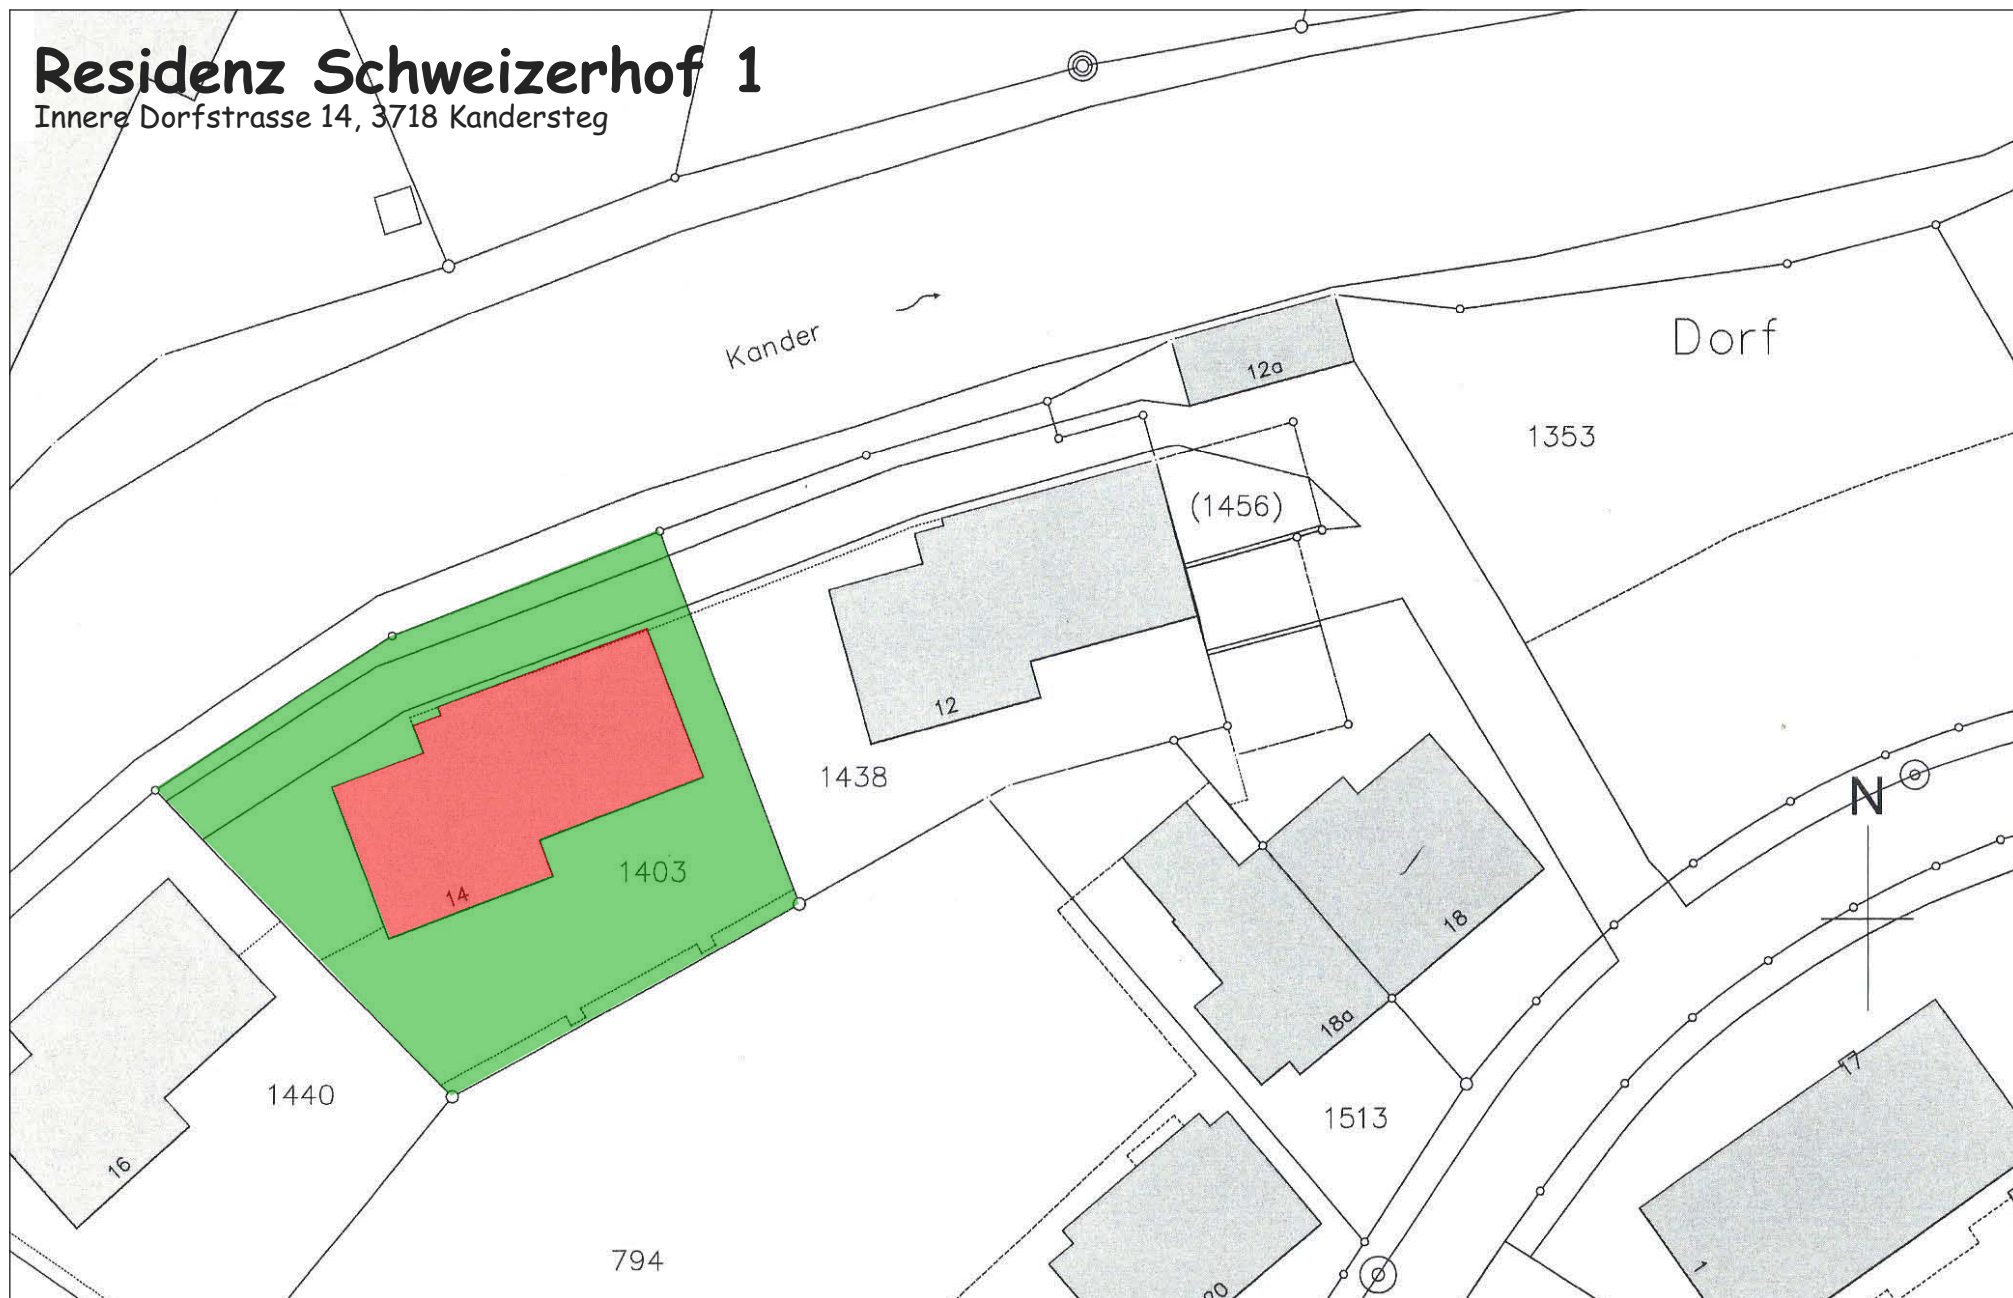 Residenz Schweizerhof 1
Innere Dorfstrasse 14, 3718 Kandersteg
Kander
12a
Dorf
1353
(1456)
12
1438
N
1403
14
18
18a
17
1440
1513
16
794
20
1